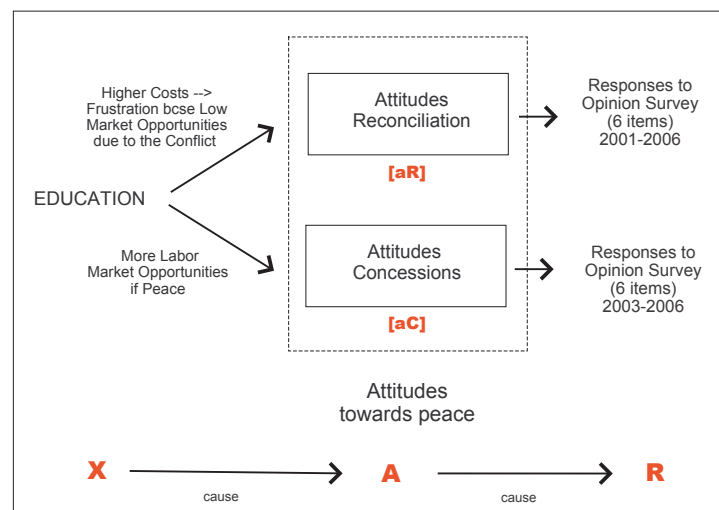 Higher Costs -->
Frustration bcse Low
Market Opportunities
due to the Conflict
Attitudes
Reconciliation
Responses to
Opinion Survey
(6 items)
2001-2006
[aR]
EDUCATION
More Labor
Market Opportunities
if Peace
Attitudes
Concessions
Responses to
Opinion Survey
(6 items)
2003-2006
[aC]
Attitudes
towards peace
X
cause
A
cause
R